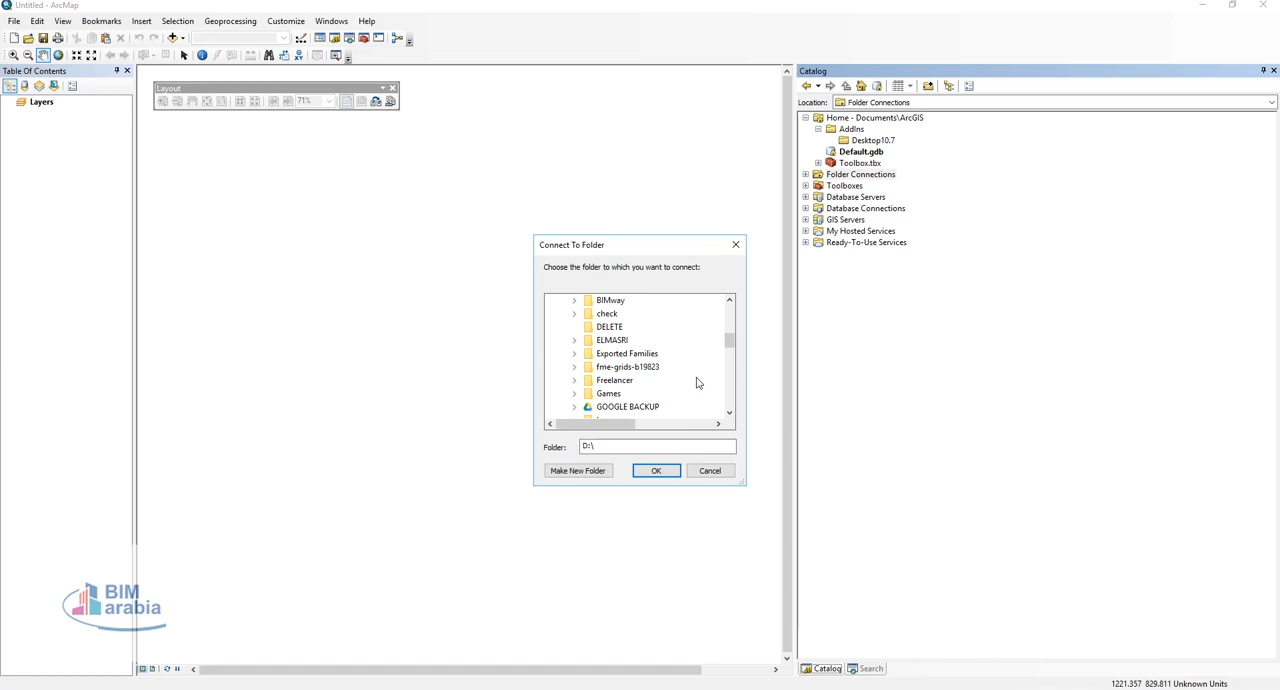 Untitled - ArcMap
File Edit View Bookmarks Insert Selection Geoprocessing Customize Windows Help
Table Of Contents
Layers
Layout
71%
Catalog
Location: Folder Connections
Home - Documents\ArcGIS
AddIns
Desktop10.7
Default.gdb
Toolbox.tbx
Folder Connections
Toolboxes
Database Servers
Database Connections
GIS Servers
My Hosted Services
Ready-To-Use Services
Connect To Folder
Choose the folder to which you want to connect:
BIMway
check
DELETE
ELMASRI
Exported Families
fme-grids-b19823
Freelancer
Games
GOOGLE BACKUP
Folder: D:\
Make New Folder OK Cancel
BIM
arabia
Catalog Search
1221.357 829.811 Unknown Units